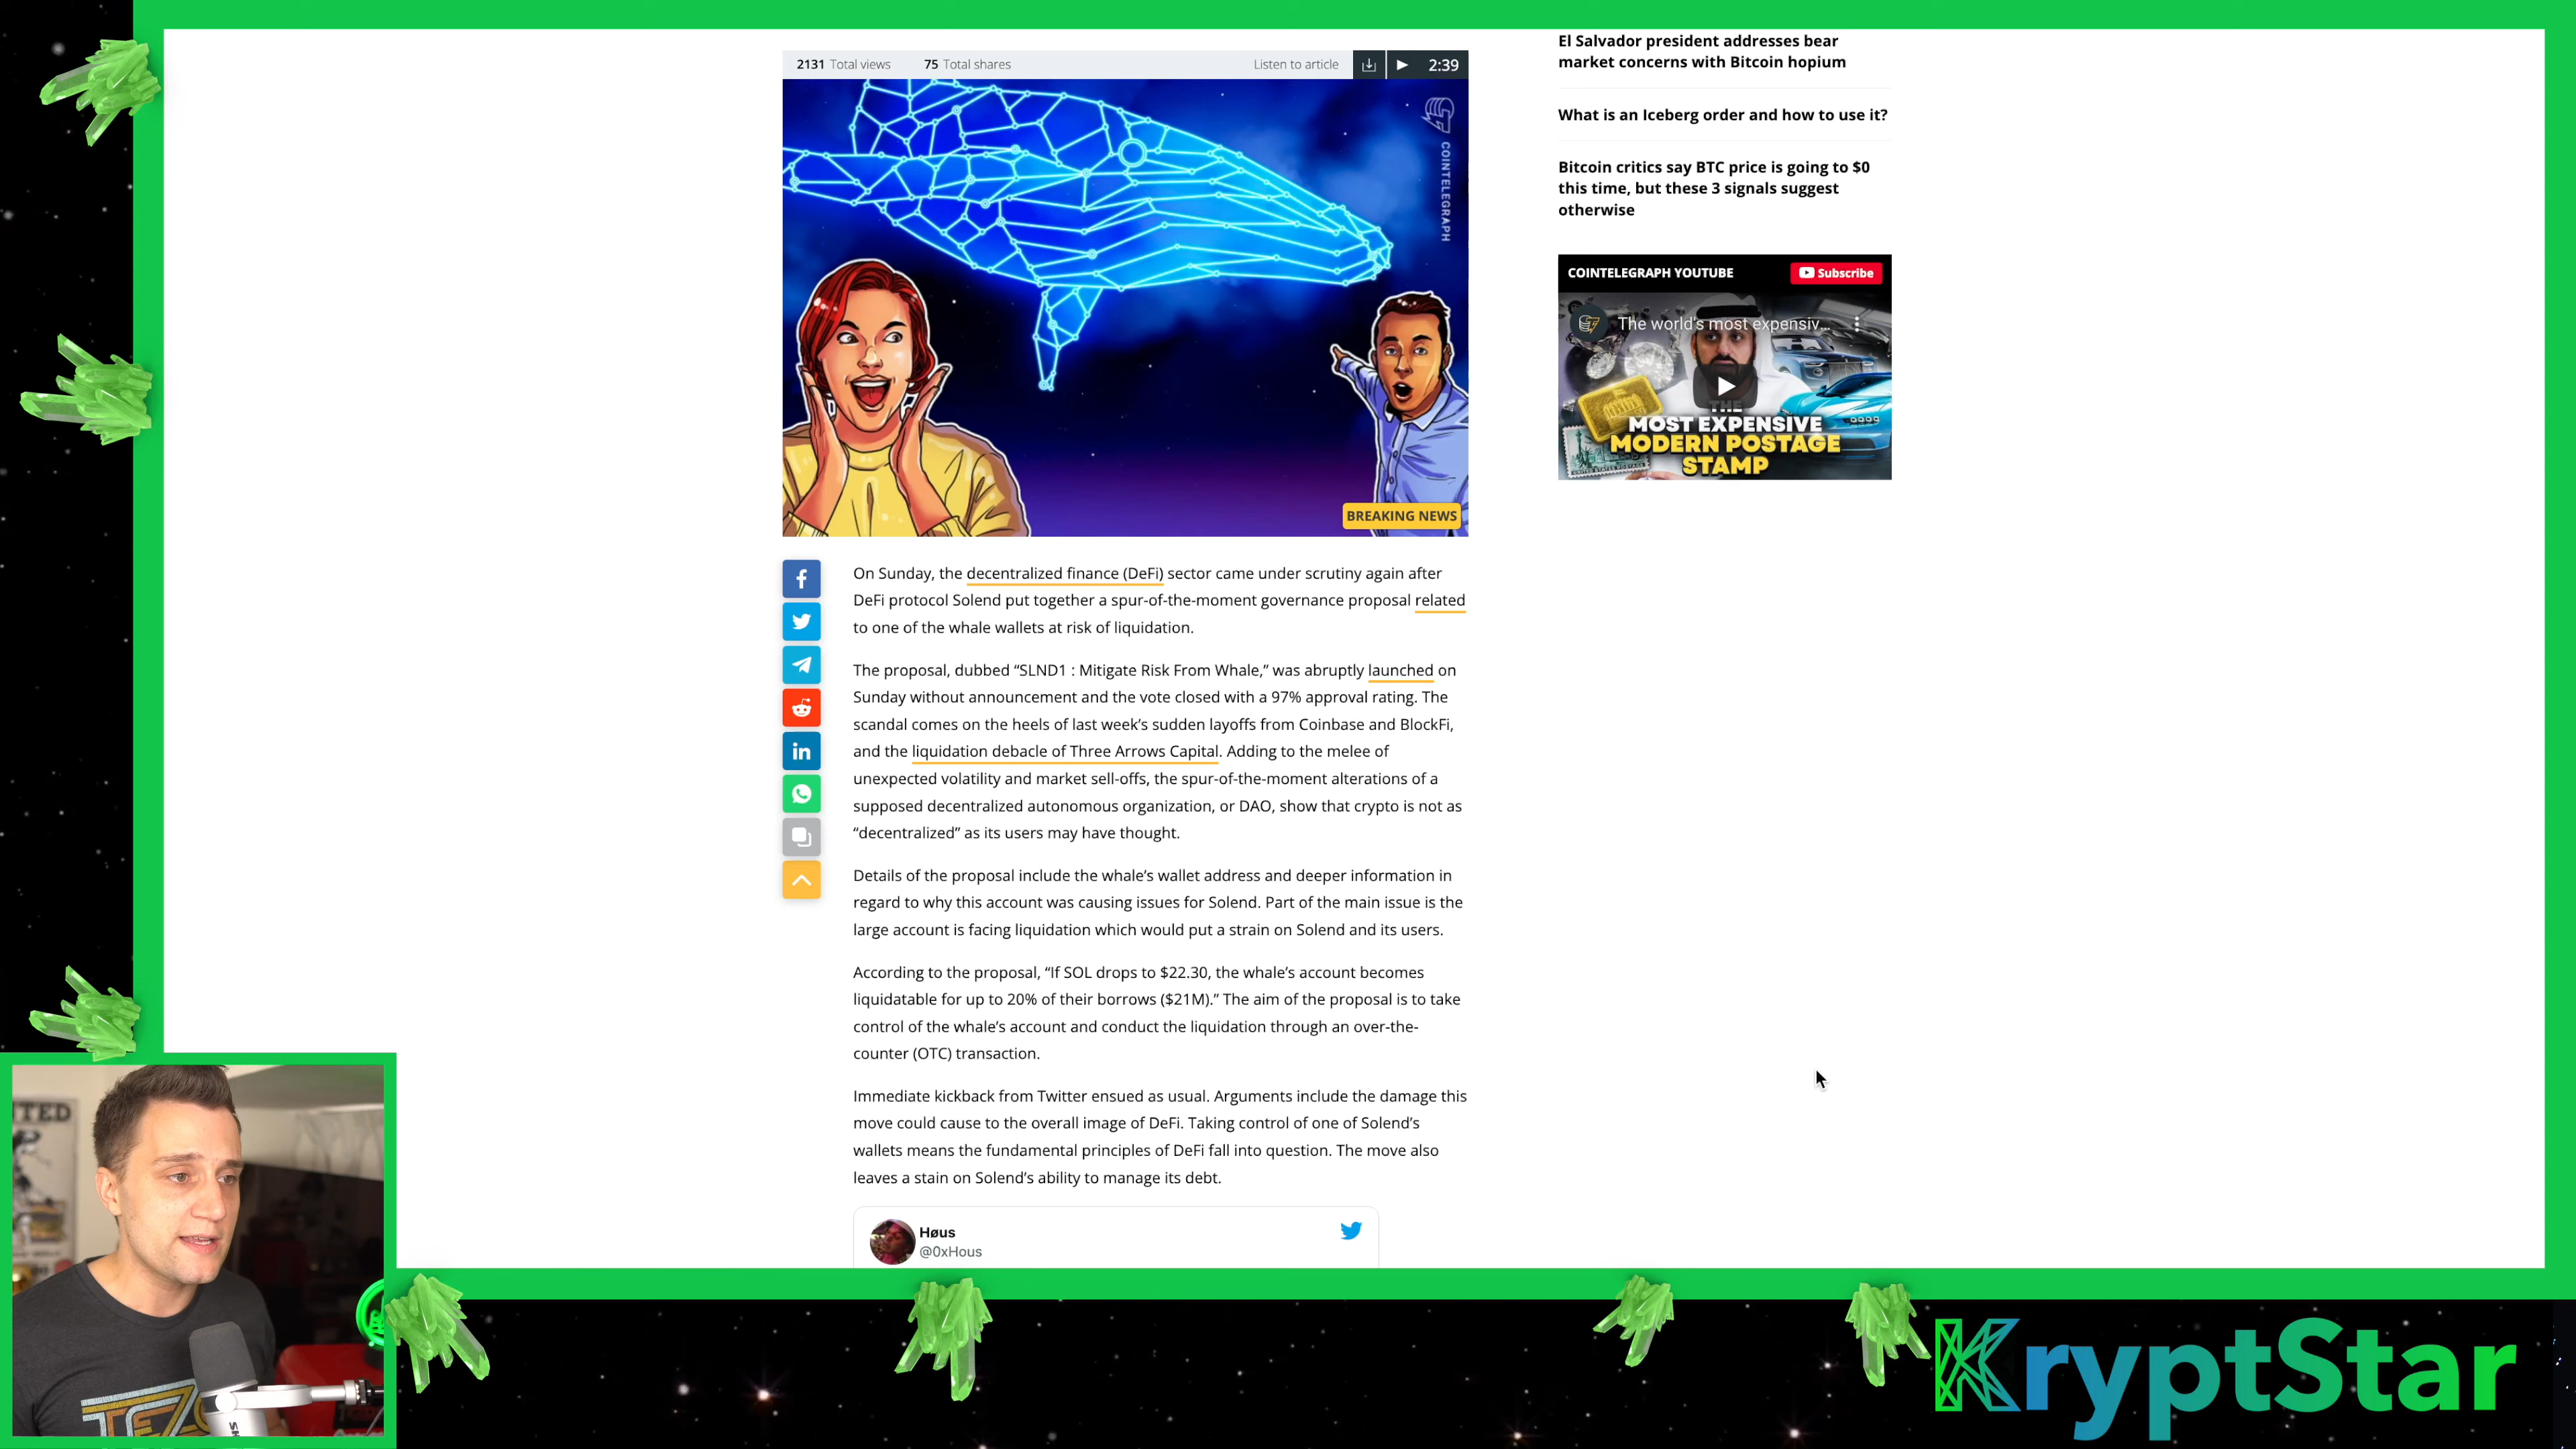 2131 Total views 75 Total shares Listen to article 2:39
COINTELEGRAPH
BREAKING NEWS
On Sunday, the decentralized finance (DeFi) sector came under scrutiny again after
DeFi protocol Solend put together a spur-of-the-moment governance proposal related
to one of the whale wallets at risk of liquidation.
The proposal, dubbed “SLND1 : Mitigate Risk From Whale,” was abruptly launched on
Sunday without announcement and the vote closed with a 97% approval rating. The
scandal comes on the heels of last week’s sudden layoffs from Coinbase and BlockFi,
and the liquidation debacle of Three Arrows Capital. Adding to the melee of
unexpected volatility and market sell-offs, the spur-of-the-moment alterations of a
supposed decentralized autonomous organization, or DAO, show that crypto is not as
“decentralized” as its users may have thought.
Details of the proposal include the whale’s wallet address and deeper information in
regard to why this account was causing issues for Solend. Part of the main issue is the
large account is facing liquidation which would put a strain on Solend and its users.
According to the proposal, “If SOL drops to $22.30, the whale’s account becomes
liquidatable for up to 20% of their borrows ($21M).” The aim of the proposal is to take
control of the whale’s account and conduct the liquidation through an over-the-
counter (OTC) transaction.
Immediate kickback from Twitter ensued as usual. Arguments include the damage this
move could cause to the overall image of DeFi. Taking control of one of Solend’s
wallets means the fundamental principles of DeFi fall into question. The move also
leaves a stain on Solend’s ability to manage its debt.
Høus
@0xHous
El Salvador president addresses bear
market concerns with Bitcoin hopium
What is an Iceberg order and how to use it?
Bitcoin critics say BTC price is going to $0
this time, but these 3 signals suggest
otherwise
COINTELEGRAPH YOUTUBE Subscribe
The world's most expensiv...
THE
MOST EXPENSIVE
MODERN POSTAGE
STAMP
TED
KryptStar